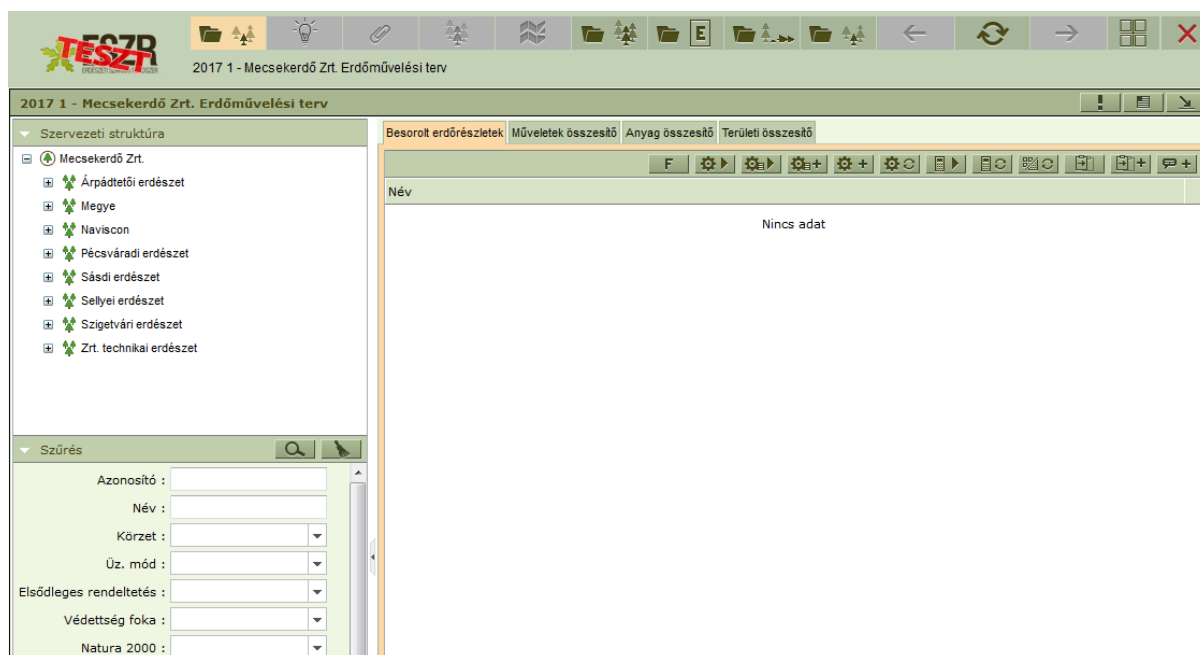 ESZR
TESZT
E
2017 1 - Mecsekerdő Zrt. Erdőművelési terv
2017 1 - Mecsekerdő Zrt. Erdőművelési terv
Szervezeti struktúra
Mecsekerdő Zrt.
Árpádtetői erdészet
Megye
Naviscon
Pécsváradi erdészet
Sásdi erdészet
Sellyei erdészet
Szigetvári erdészet
Zrt. technikai erdészet
Szűrés
Azonosító :
Név :
Körzet :
Üz. mód :
Elsődleges rendeltetés :
Védettség foka :
Natura 2000 :
Besorolt erdőrészletek Műveletek összesítő Anyag összesítő Területi összesítő
F
Név
Nincs adat